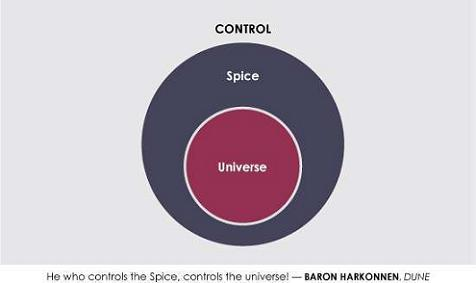 CONTROL
Spice
Universe
He who controls the Spice, controls the universe! — BARON HARKONNEN, DUNE